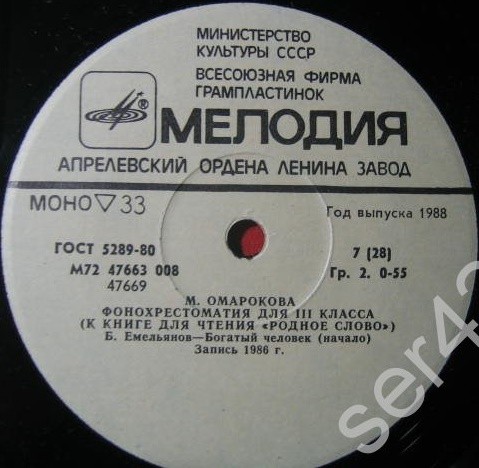 МИНИСТЕРСТВО
КУЛЬТУРЫ СССР
ВСЕСОЮЗНАЯ ФИРМА
ГРАМПЛАСТИНОК
®
МЕЛОДИЯ
АПРЕЛЕВСКИЙ ОРДЕНА ЛЕНИНА ЗАВОД
МОНО ▽ 33
Год выпуска 1988
ГОСТ 5289-80
7 (28)
М72 47663 008
Гр. 2. 0-55
47669
М. ОМАРОКОВА
ФОНОХРЕСТОМАТИЯ ДЛЯ III КЛАССА
(К КНИГЕ ДЛЯ ЧТЕНИЯ «РОДНОЕ СЛОВО»)
Б. Емельянов—Богатый человек (начало)
Запись 1986 г.